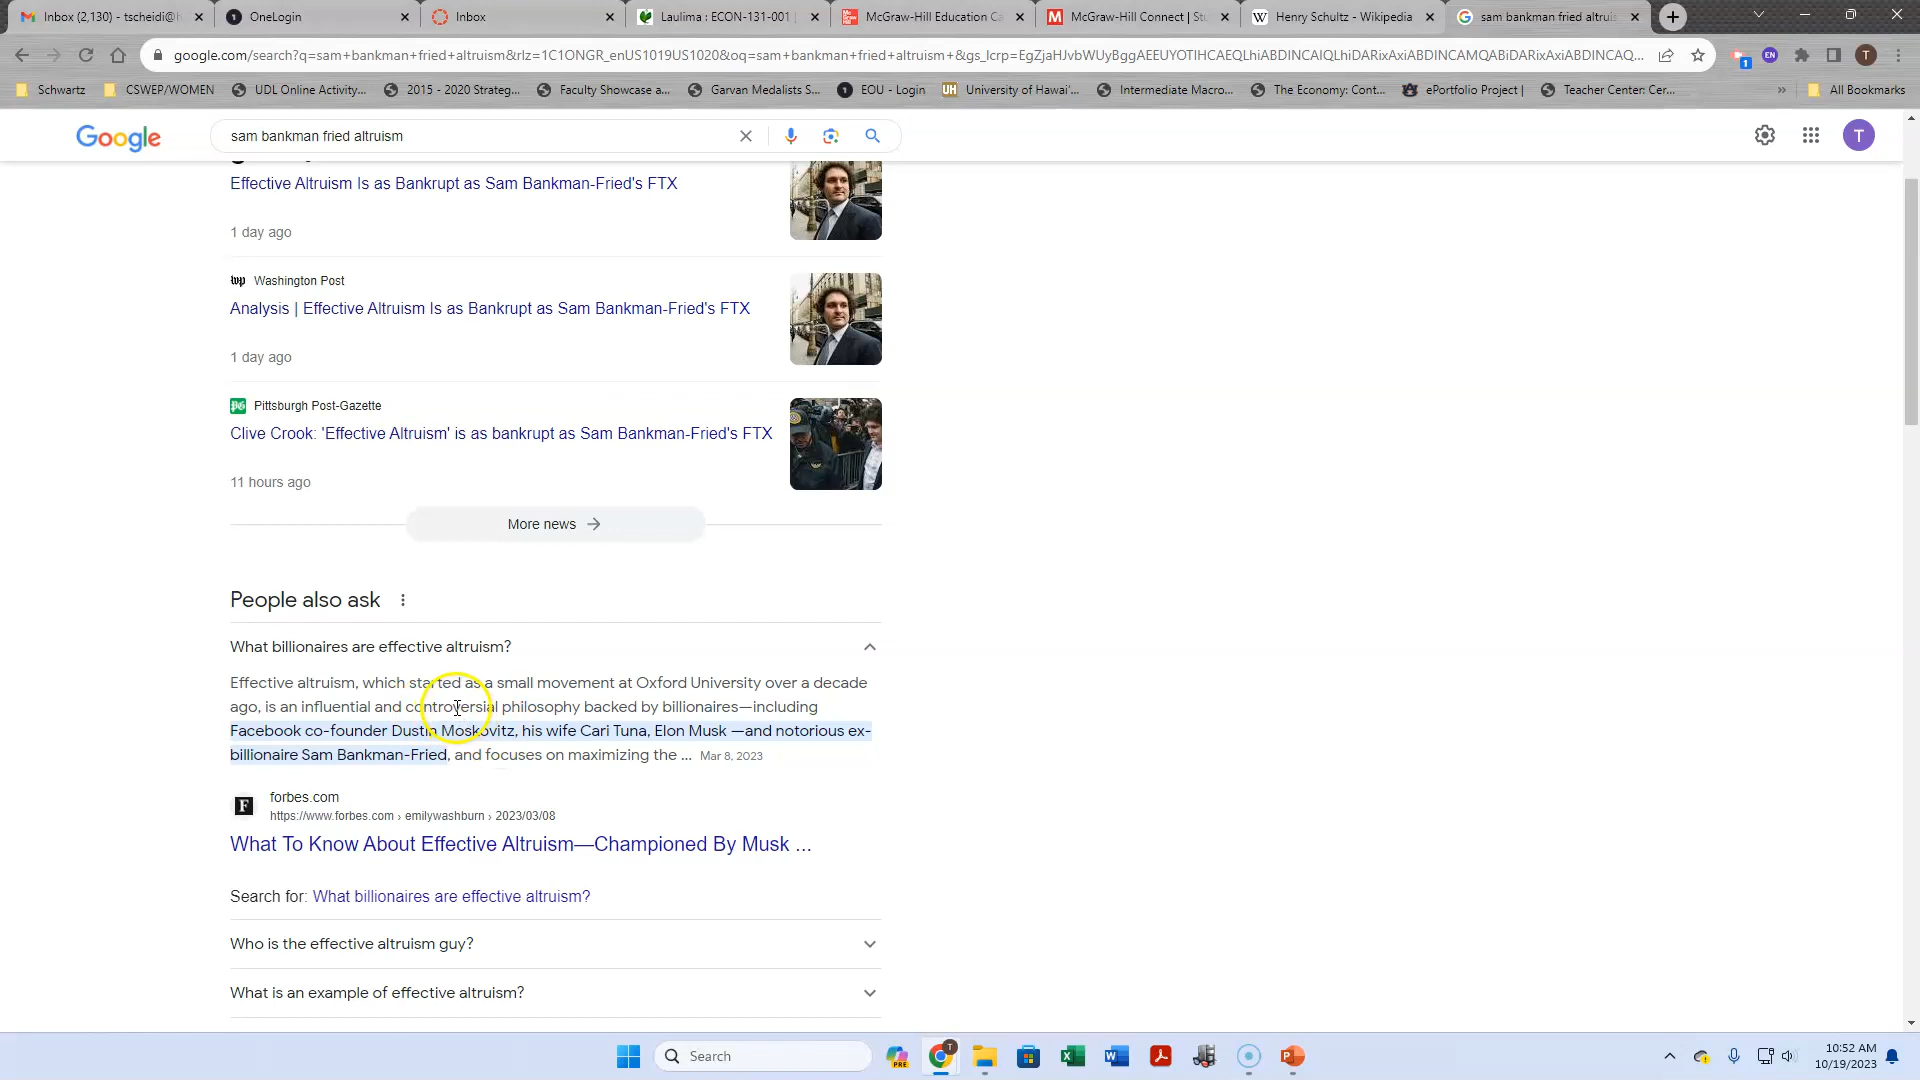 Inbox (2,130) - tscheidi@h
OneLogin
Inbox
Laulima : ECON-131-001
McGraw-Hill Education Ca
McGraw-Hill Connect | St
Henry Schultz - Wikipedia
sam bankman fried altruis
google.com/search?q=sam+bankman+fried+altruism&rlz=1C1ONGR_enUS1019US1020&oq=sam+bankman+fried+altruism+&gs_lcrp=EgZjaHJvbWUyBggAEEUYOTIHCAEQLhiABDINCAIQLhiDARixAxiABDINCAMQABiDARixAxiABDINCAQ...
1
EN
T
Schwartz
CSWEP/WOMEN
UDL Online Activity...
2015 - 2020 Strateg...
Faculty Showcase a...
Garvan Medalists S...
EOU - Login
UH University of Hawai'...
Intermediate Macro...
The Economy: Cont...
ePortfolio Project |
Teacher Center: Cer...
»
All Bookmarks
Google
sam bankman fried altruism
T
Effective Altruism Is as Bankrupt as Sam Bankman-Fried's FTX
1 day ago
wp Washington Post
Analysis | Effective Altruism Is as Bankrupt as Sam Bankman-Fried's FTX
1 day ago
PG Pittsburgh Post-Gazette
Clive Crook: 'Effective Altruism' is as bankrupt as Sam Bankman-Fried's FTX
11 hours ago
More news
People also ask
What billionaires are effective altruism?
Effective altruism, which started as a small movement at Oxford University over a decade
ago, is an influential and controversial philosophy backed by billionaires—including
Facebook co-founder Dustin Moskovitz, his wife Cari Tuna, Elon Musk —and notorious ex-
billionaire Sam Bankman-Fried, and focuses on maximizing the ... Mar 8, 2023
F
forbes.com
https://www.forbes.com › emilywashburn › 2023/03/08
What To Know About Effective Altruism—Championed By Musk ...
Search for: What billionaires are effective altruism?
Who is the effective altruism guy?
What is an example of effective altruism?
Search
PRE
T
10:52 AM
10/19/2023